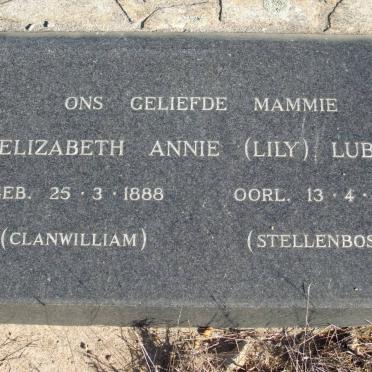 ONS GELIEFDE MAMMIE
ELIZABETH ANNIE (LILY) LUB
EB. 25·3·1888 OORL. 13·4·
(CLANWILLIAM) (STELLENBOS